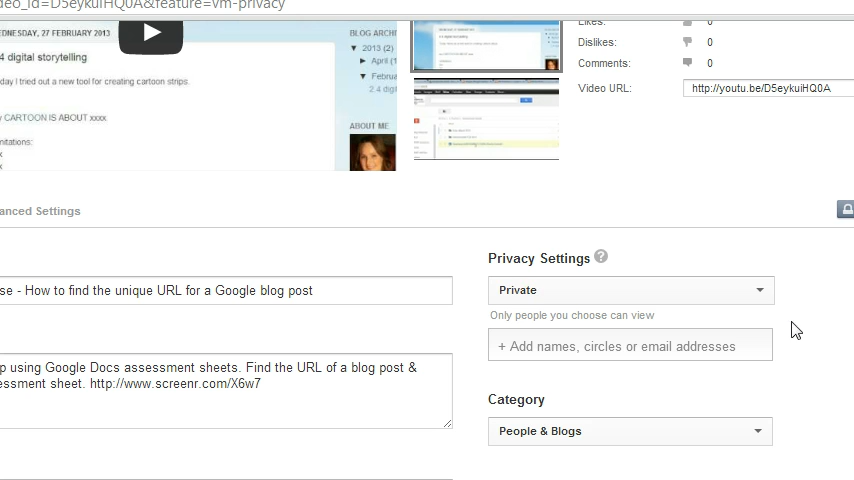 deo_id=D5eykuiHQ0A&feature=vm-privacy
WEDNESDAY, 27 FEBRUARY 2013
4 digital storytelling
day I tried out a new tool for creating cartoon strips.
y CARTOON IS ABOUT xxxx
mitations:
x
x
BLOG ARCHI
▼ 2013 (2)
► April (1
▼ Februa
2.4 digi
ABOUT ME
Likes: 0
Dislikes: 0
Comments: 0
Video URL: http://youtu.be/D5eykuiHQ0A
anced Settings
se - How to find the unique URL for a Google blog post
p using Google Docs assessment sheets. Find the URL of a blog post &
essment sheet. http://www.screenr.com/X6w7
Privacy Settings ?
Private
Only people you choose can view
+ Add names, circles or email addresses
Category
People & Blogs